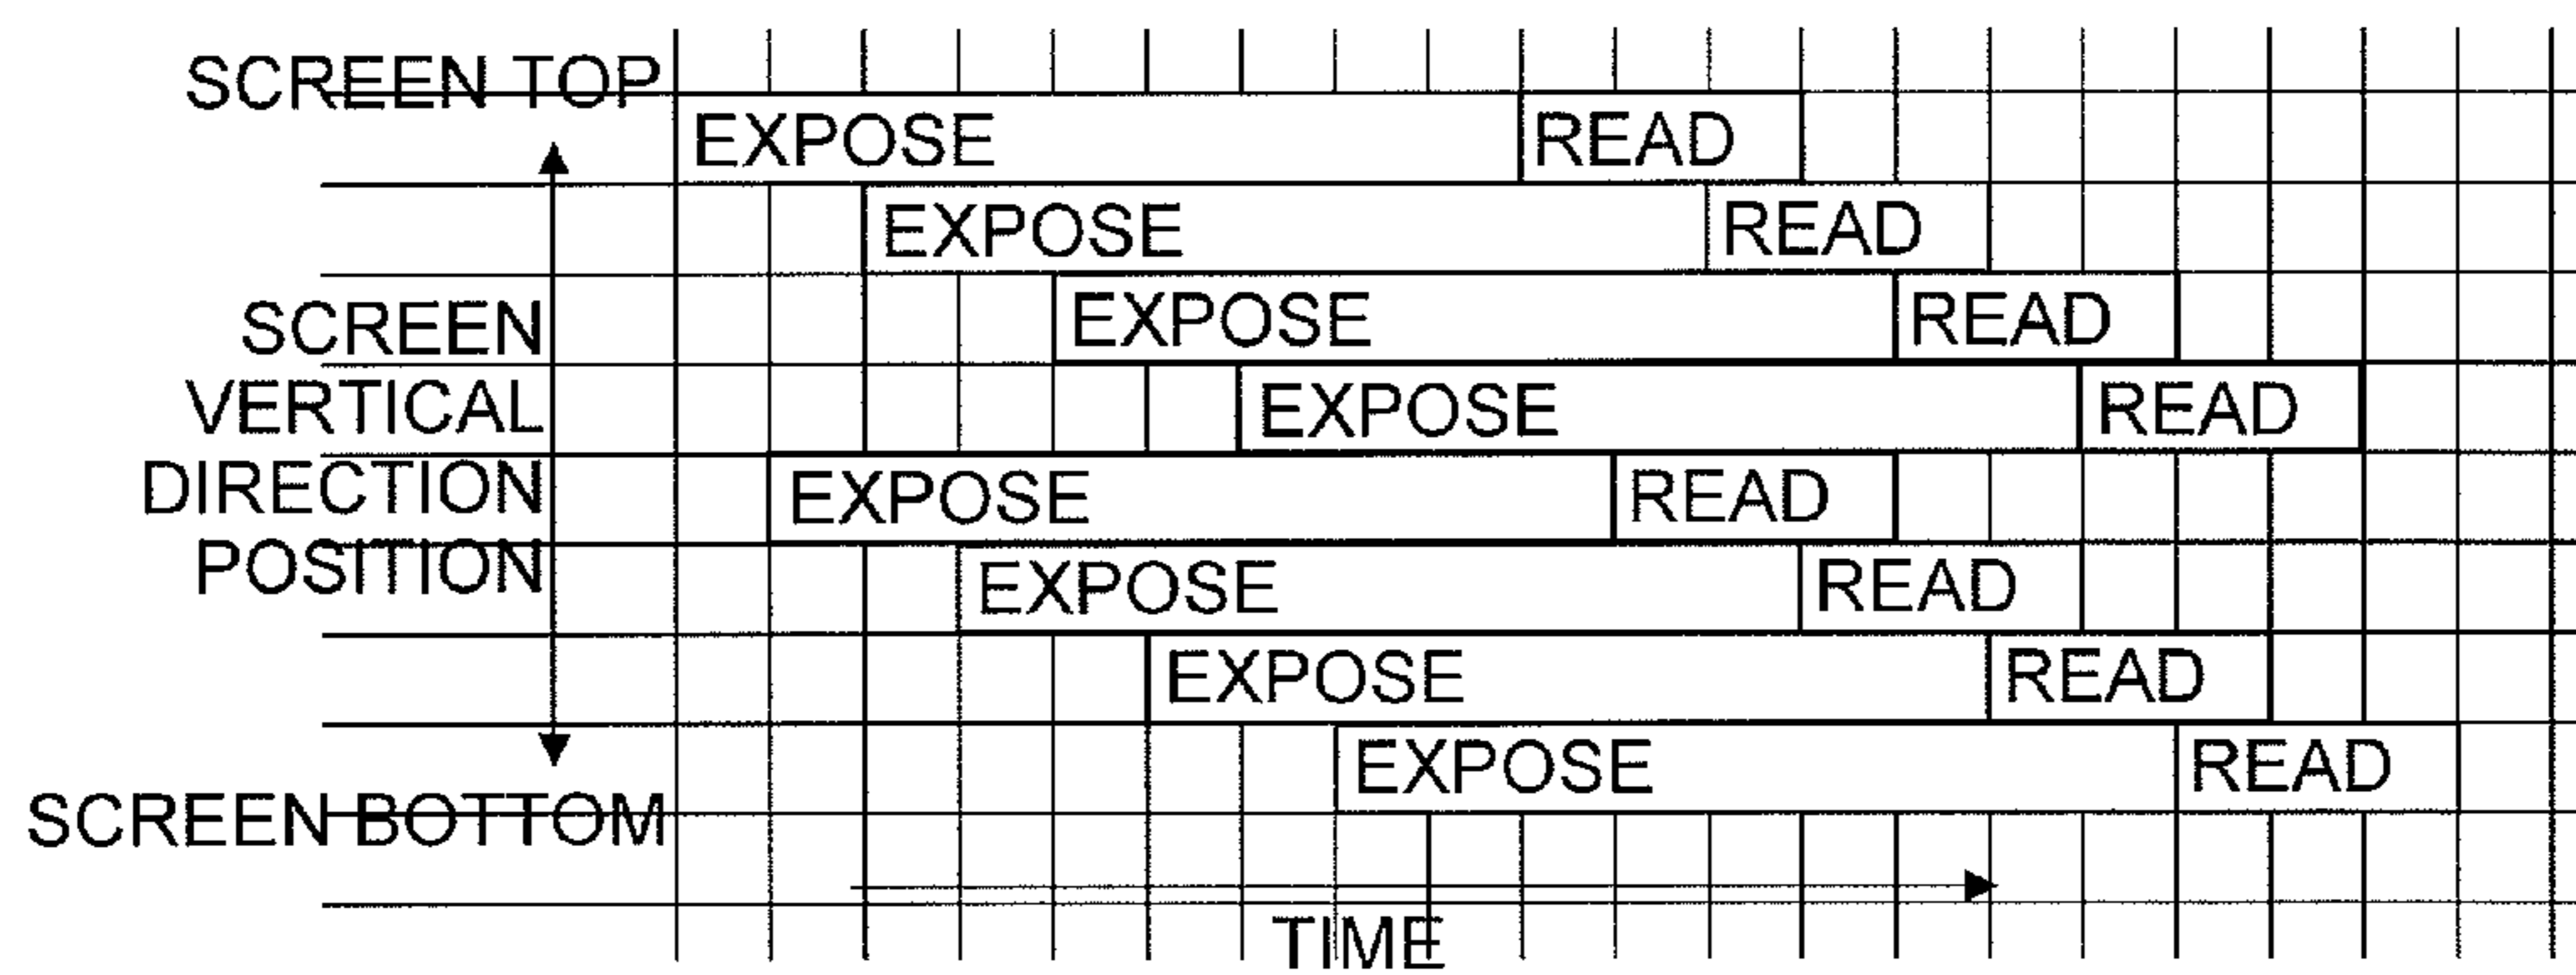 SCREEN TOP
EXPOSE READ
EXPOSE READ
EXPOSE READ
SCREEN
VERTICAL
DIRECTION
POSITION
EXPOSE READ
EXPOSE READ
EXPOSE READ
EXPOSE READ
EXPOSE READ
SCREEN BOTTOM
TIME